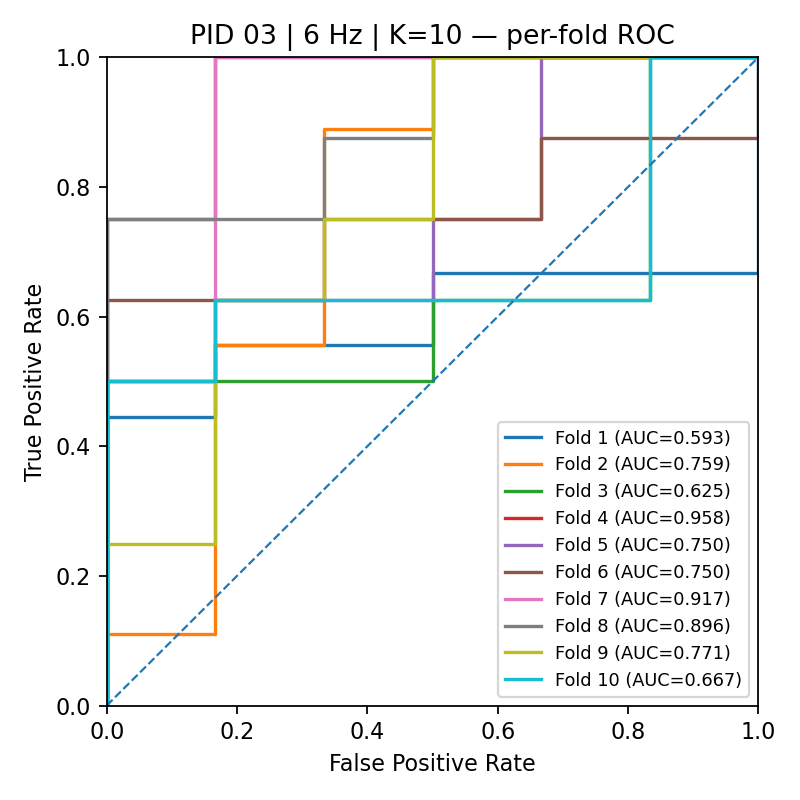 PID 03 | 6 Hz | K=10 — per-fold ROC
1.0
0.8
0.6
0.4
0.2
0.0
True Positive Rate
Fold 1 (AUC=0.593)
Fold 2 (AUC=0.759)
Fold 3 (AUC=0.625)
Fold 4 (AUC=0.958)
Fold 5 (AUC=0.750)
Fold 6 (AUC=0.750)
Fold 7 (AUC=0.917)
Fold 8 (AUC=0.896)
Fold 9 (AUC=0.771)
Fold 10 (AUC=0.667)
0.0 0.2 0.4 0.6 0.8 1.0
False Positive Rate